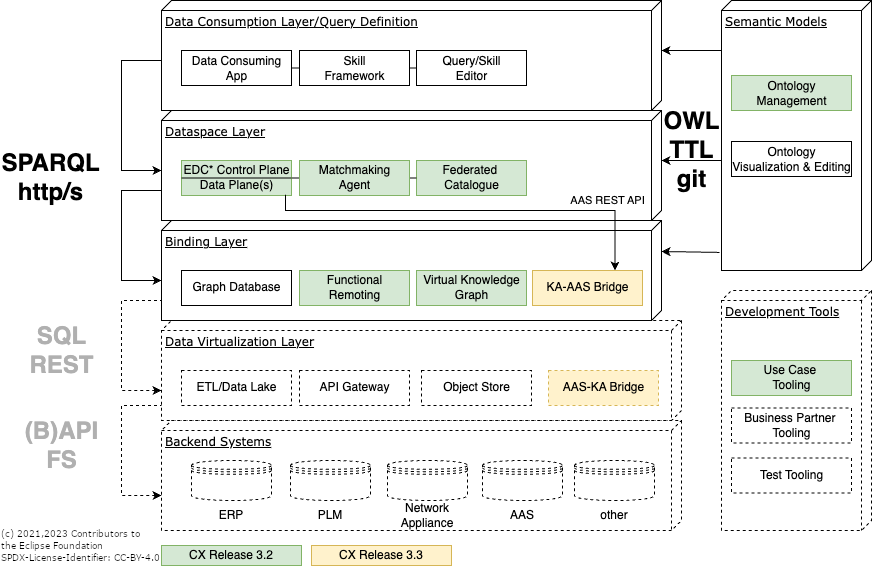 Data Consumption Layer/Query Definition
Data Consuming
App
Skill
Framework
Query/Skill
Editor
Semantic Models
Ontology
Management
Ontology
Visualization & Editing
SPARQL
http/s
OWL
TTL
git
Dataspace Layer
EDC* Control Plane
Data Plane(s)
Matchmaking
Agent
Federated
Catalogue
AAS REST API
Binding Layer
Graph Database
Functional
Remoting
Virtual Knowledge
Graph
KA-AAS Bridge
SQL
REST
Data Virtualization Layer
ETL/Data Lake
API Gateway
Object Store
AAS-KA Bridge
Development Tools
Use Case
Tooling
Business Partner
Tooling
Test Tooling
(B)API
FS
Backend Systems
ERP
PLM
Network
Appliance
AAS
other
(c) 2021,2023 Contributors to
the Eclipse Foundation
SPDX-License-Identifier: CC-BY-4.0
CX Release 3.2
CX Release 3.3